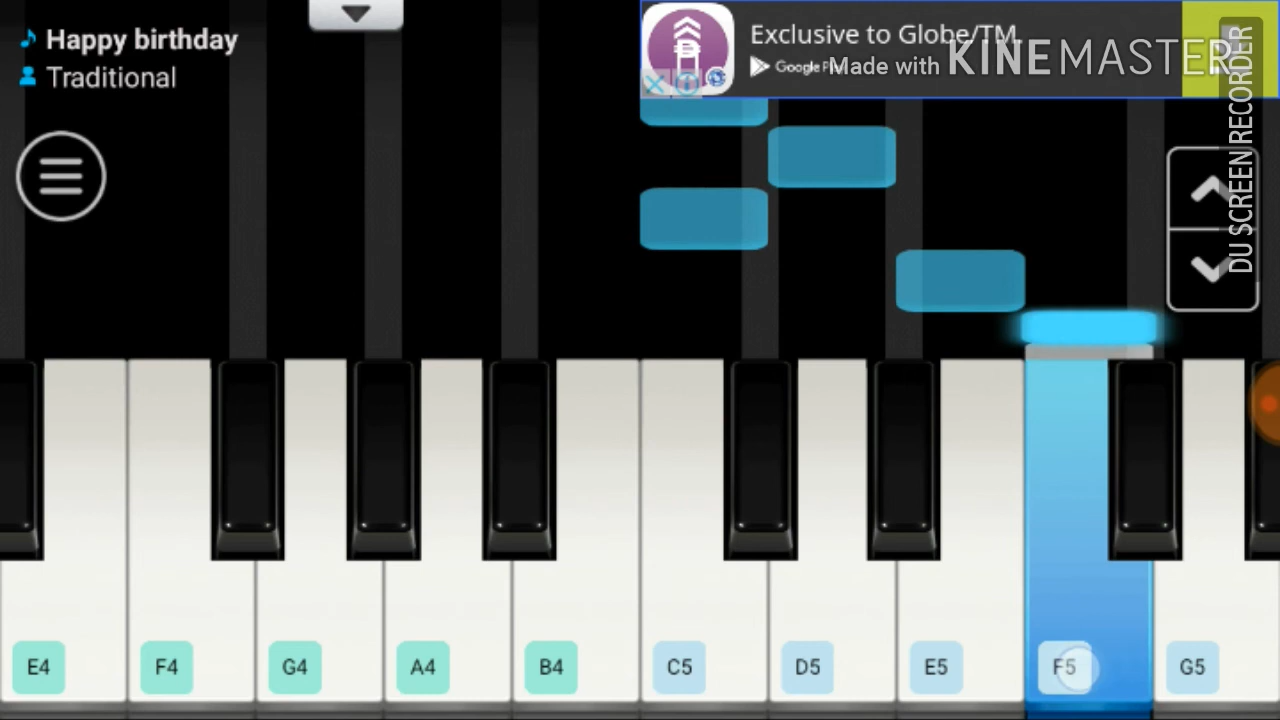 Happy birthday
Traditional
Exclusive to Globe/TM
Made with KINEMASTER
DU SCREEN RECORDER
E4
F4
G4
A4
B4
C5
D5
E5
F5
G5